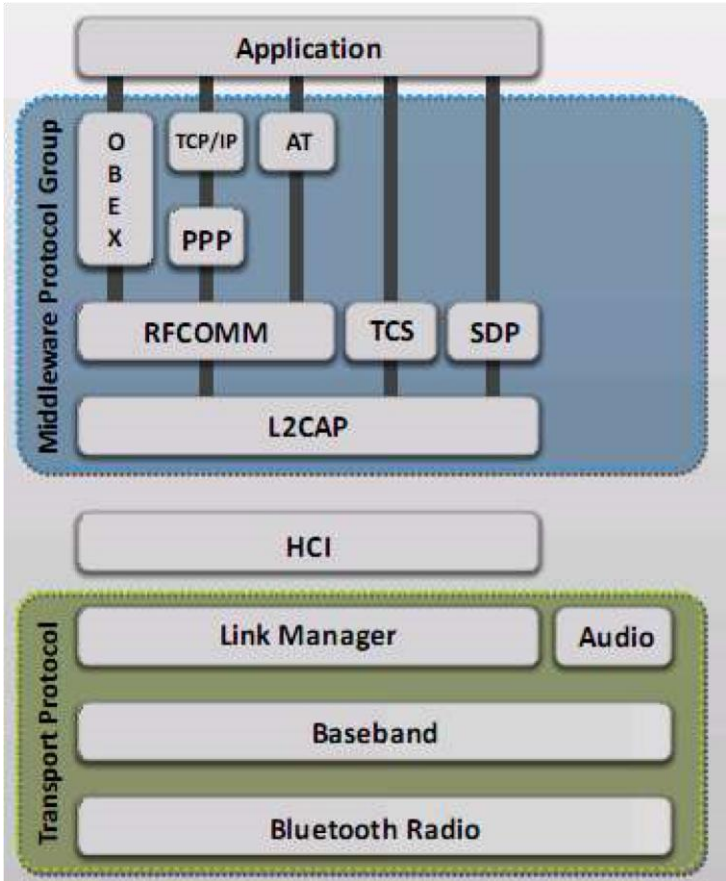 Application
Middleware Protocol Group
OBEX
TCP/IP
AT
PPP
RFCOMM
TCS
SDP
L2CAP
HCI
Transport Protocol
Link Manager
Audio
Baseband
Bluetooth Radio